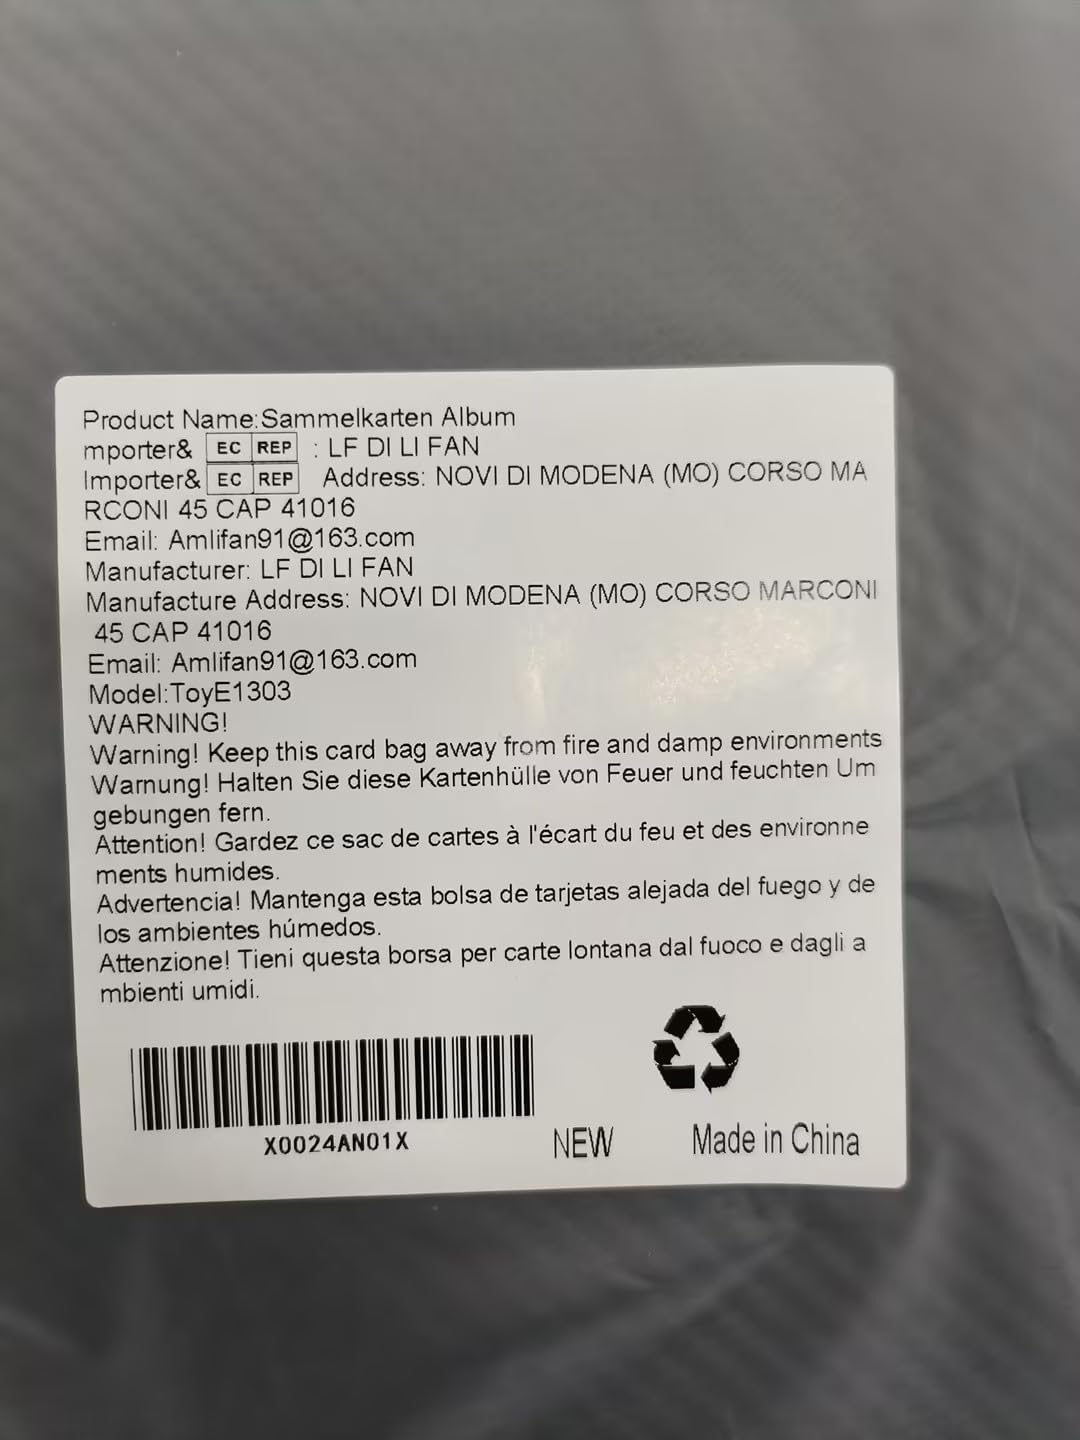 Product Name:Sammelkarten Album
mporter& EC REP : LF DI LI FAN
Importer& EC REP Address: NOVI DI MODENA (MO) CORSO MA
RCONI 45 CAP 41016
Email: Amlifan91@163.com
Manufacturer: LF DI LI FAN
Manufacture Address: NOVI DI MODENA (MO) CORSO MARCONI
45 CAP 41016
Email: Amlifan91@163.com
Model:ToyE1303
WARNING!
Warning! Keep this card bag away from fire and damp environments
Warnung! Halten Sie diese Kartenhülle von Feuer und feuchten Um
gebungen fern.
Attention! Gardez ce sac de cartes à l'écart du feu et des environne
ments humides.
Advertencia! Mantenga esta bolsa de tarjetas alejada del fuego y de
los ambientes húmedos.
Attenzione! Tieni questa borsa per carte lontana dal fuoco e dagli a
mbienti umidi.
X0024AN01X
NEW
Made in China